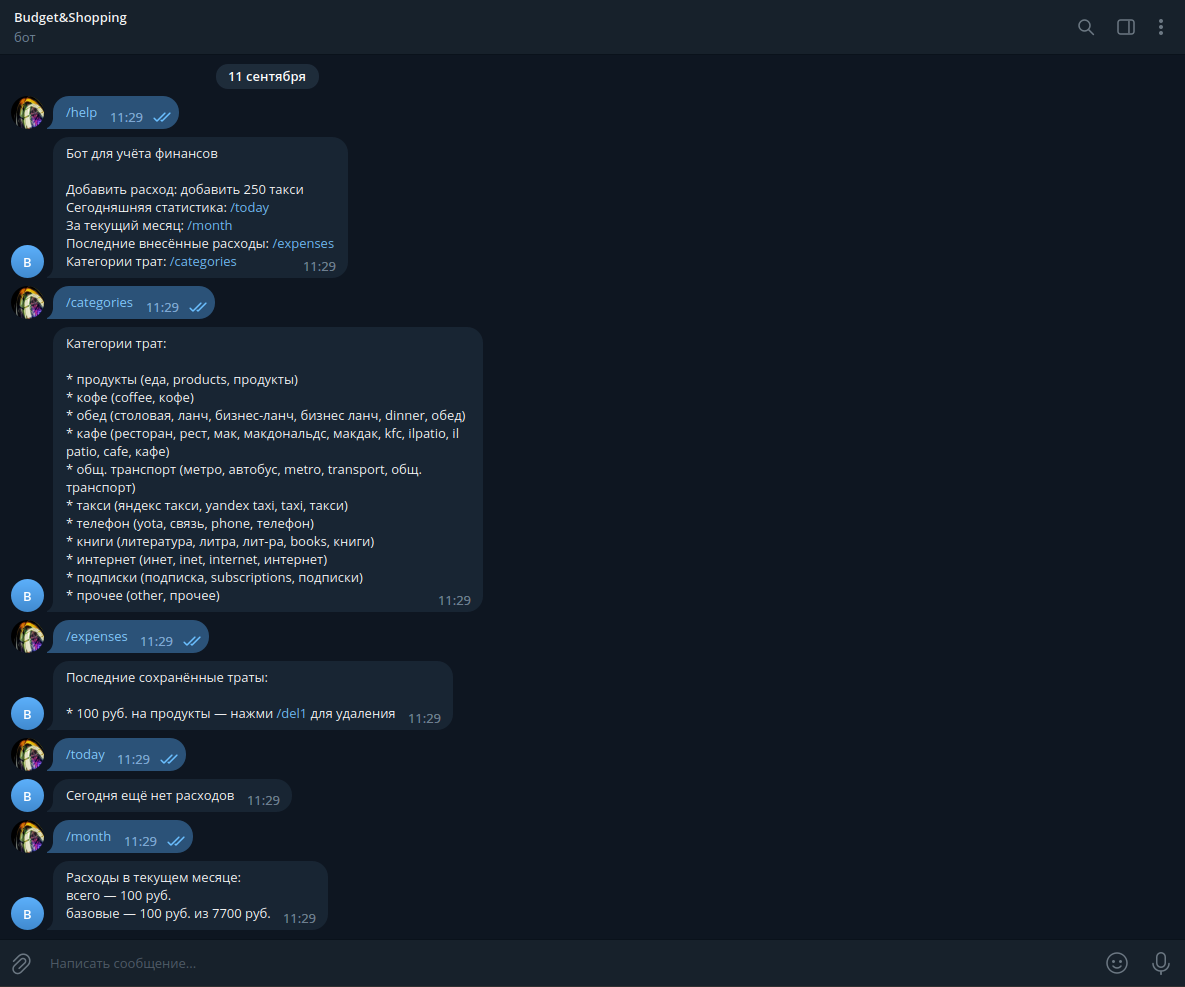 Budget&Shopping
бот
11 сентября
/help 11:29
Бот для учёта финансов
Добавить расход: добавить 250 такси
Сегодняшняя статистика: /today
За текущий месяц: /month
Последние внесённые расходы: /expenses
Категории трат: /categories
11:29
B
/categories 11:29
Категории трат:
* продукты (еда, products, продукты)
* кофе (coffee, кофе)
* обед (столовая, ланч, бизнес-ланч, бизнес ланч, dinner, обед)
* кафе (ресторан, рест, мак, макдональдс, макдак, kfc, ilpatio, il
patio, cafe, кафе)
* общ. транспорт (метро, автобус, metro, transport, общ.
транспорт)
* такси (яндекс такси, yandex taxi, taxi, такси)
* телефон (yota, связь, phone, телефон)
* книги (литература, литра, лит-ра, books, книги)
* интернет (инет, inet, internet, интернет)
* подписки (подписка, subscriptions, подписки)
* прочее (other, прочее)
11:29
B
/expenses 11:29
Последние сохранённые траты:
* 100 руб. на продукты — нажми /del1 для удаления 11:29
B
/today 11:29
B
Сегодня ещё нет расходов 11:29
/month 11:29
Расходы в текущем месяце:
всего — 100 руб.
базовые — 100 руб. из 7700 руб. 11:29
B
Написать сообщение...